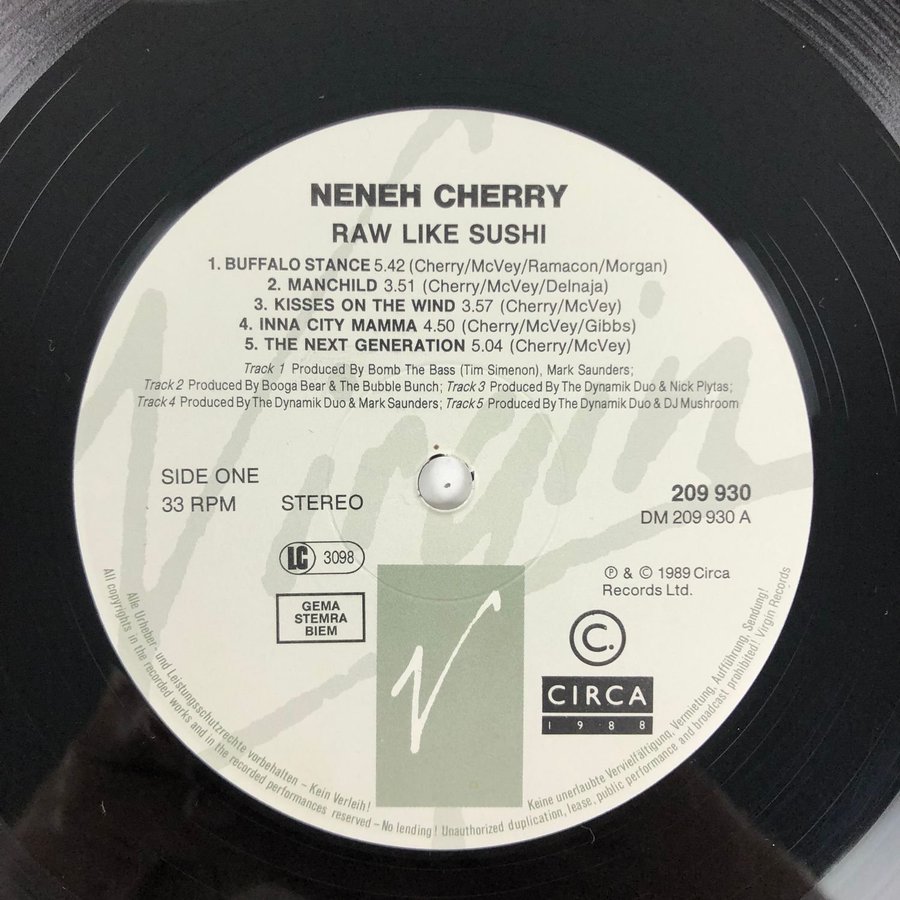 NENEH CHERRY
RAW LIKE SUSHI
1. BUFFALO STANCE 5.42 (Cherry/McVey/Ramacon/Morgan)
2. MANCHILD 3.51 (Cherry/McVey/Delnaja)
3. KISSES ON THE WIND 3.57 (Cherry/McVey)
4. INNA CITY MAMMA 4.50 (Cherry/McVey/Gibbs)
5. THE NEXT GENERATION 5.04 (Cherry/McVey)
Track 1 Produced By Bomb The Bass (Tim Simenon), Mark Saunders;
Track 2 Produced By Booga Bear & The Bubble Bunch; Track 3 Produced By The Dynamik Duo & Nick Plytas;
Track 4 Produced By The Dynamik Duo & Mark Saunders; Track 5 Produced By The Dynamik Duo & DJ Mushroom
Virgin
SIDE ONE
33 RPM
STEREO
209 930
DM 209 930 A
LC 3098
GEMA
STEMRA
BIEM
℗ & © 1989 Circa
Records Ltd.
C.
CIRCA
1988
V
Alle Urheber- und Leistungsschutzrechte vorbehalten – Kein Verleih! Keine unerlaubte Vervielfältigung, Vermietung, Aufführung, Sendung!
All copyrights in the recorded works and in the recorded performances reserved – No lending! Unauthorized duplication, lease, public performance and broadcast prohibited! Virgin Records